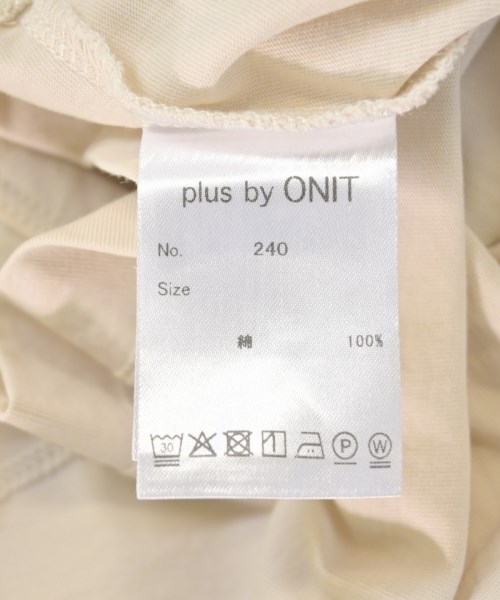 plus by ONIT
No. 240
Size
綿 100%
30 P W